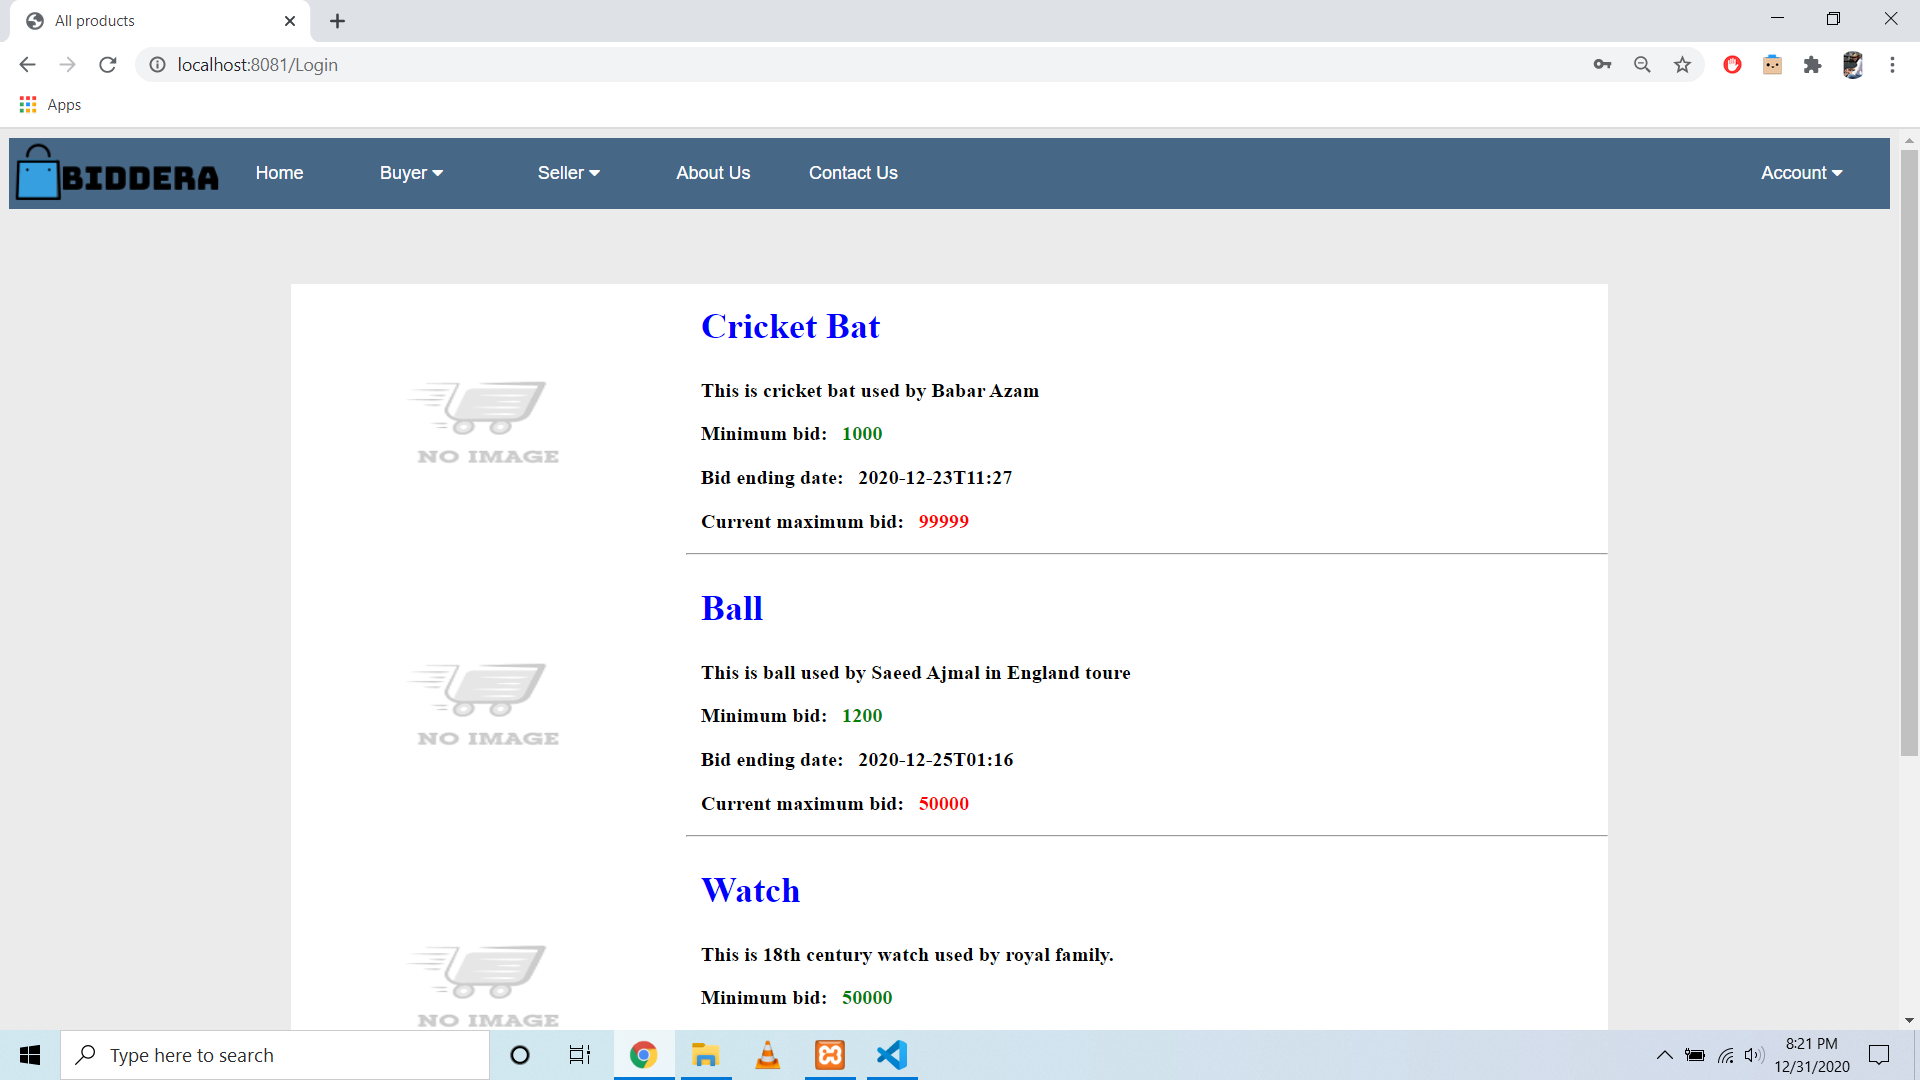 All products
localhost:8081/Login
Apps
BIDDERA Home Buyer Seller About Us Contact Us Account
Cricket Bat
This is cricket bat used by Babar Azam
Minimum bid: 1000
Bid ending date: 2020-12-23T11:27
Current maximum bid: 99999
NO IMAGE
Ball
This is ball used by Saeed Ajmal in England toure
Minimum bid: 1200
Bid ending date: 2020-12-25T01:16
Current maximum bid: 50000
NO IMAGE
Watch
This is 18th century watch used by royal family.
Minimum bid: 50000
NO IMAGE
Type here to search
8:21 PM
12/31/2020